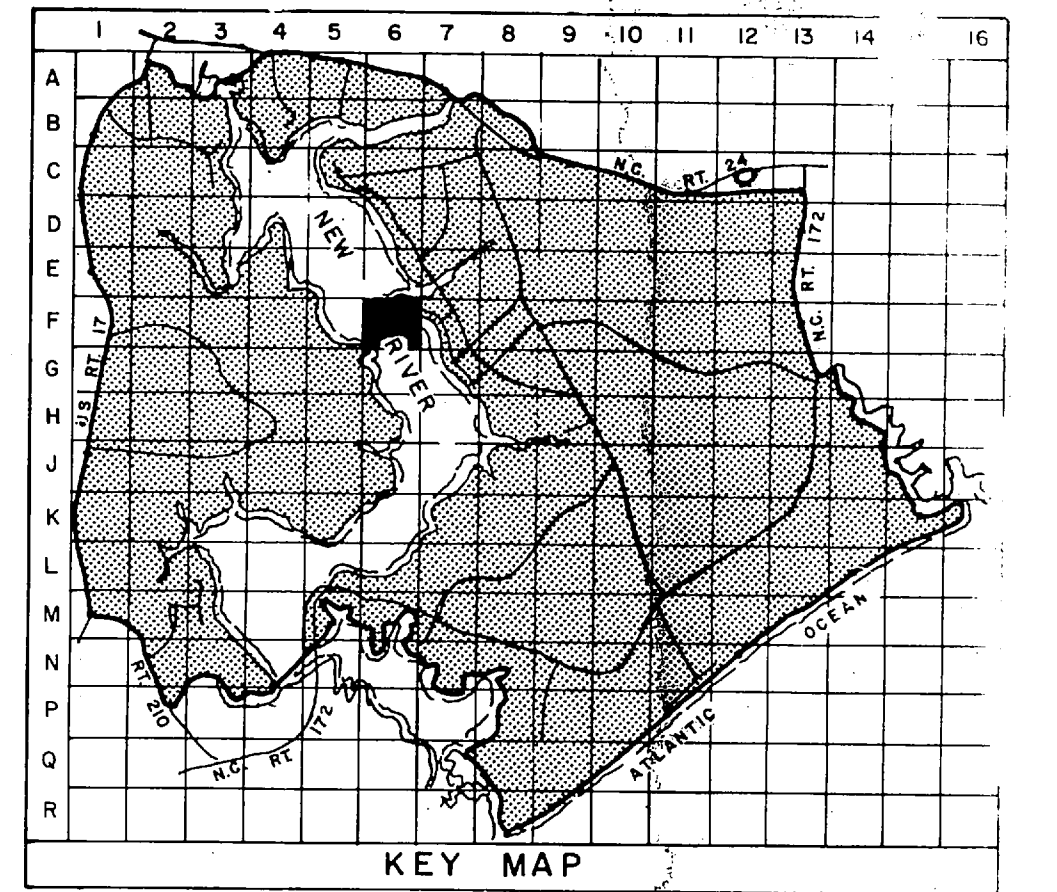 1 2 3 4 5 6 7 8 9 10 11 12 13 14 16
A
B
C
D
E
F
G
H
J
K
L
M
N
P
Q
R
N.C. RT. 24
N.C. RT. 172
NEW
RIVER
US RT. 17
RT. 210
N.C. RT. 172
ATLANTIC OCEAN
KEY MAP